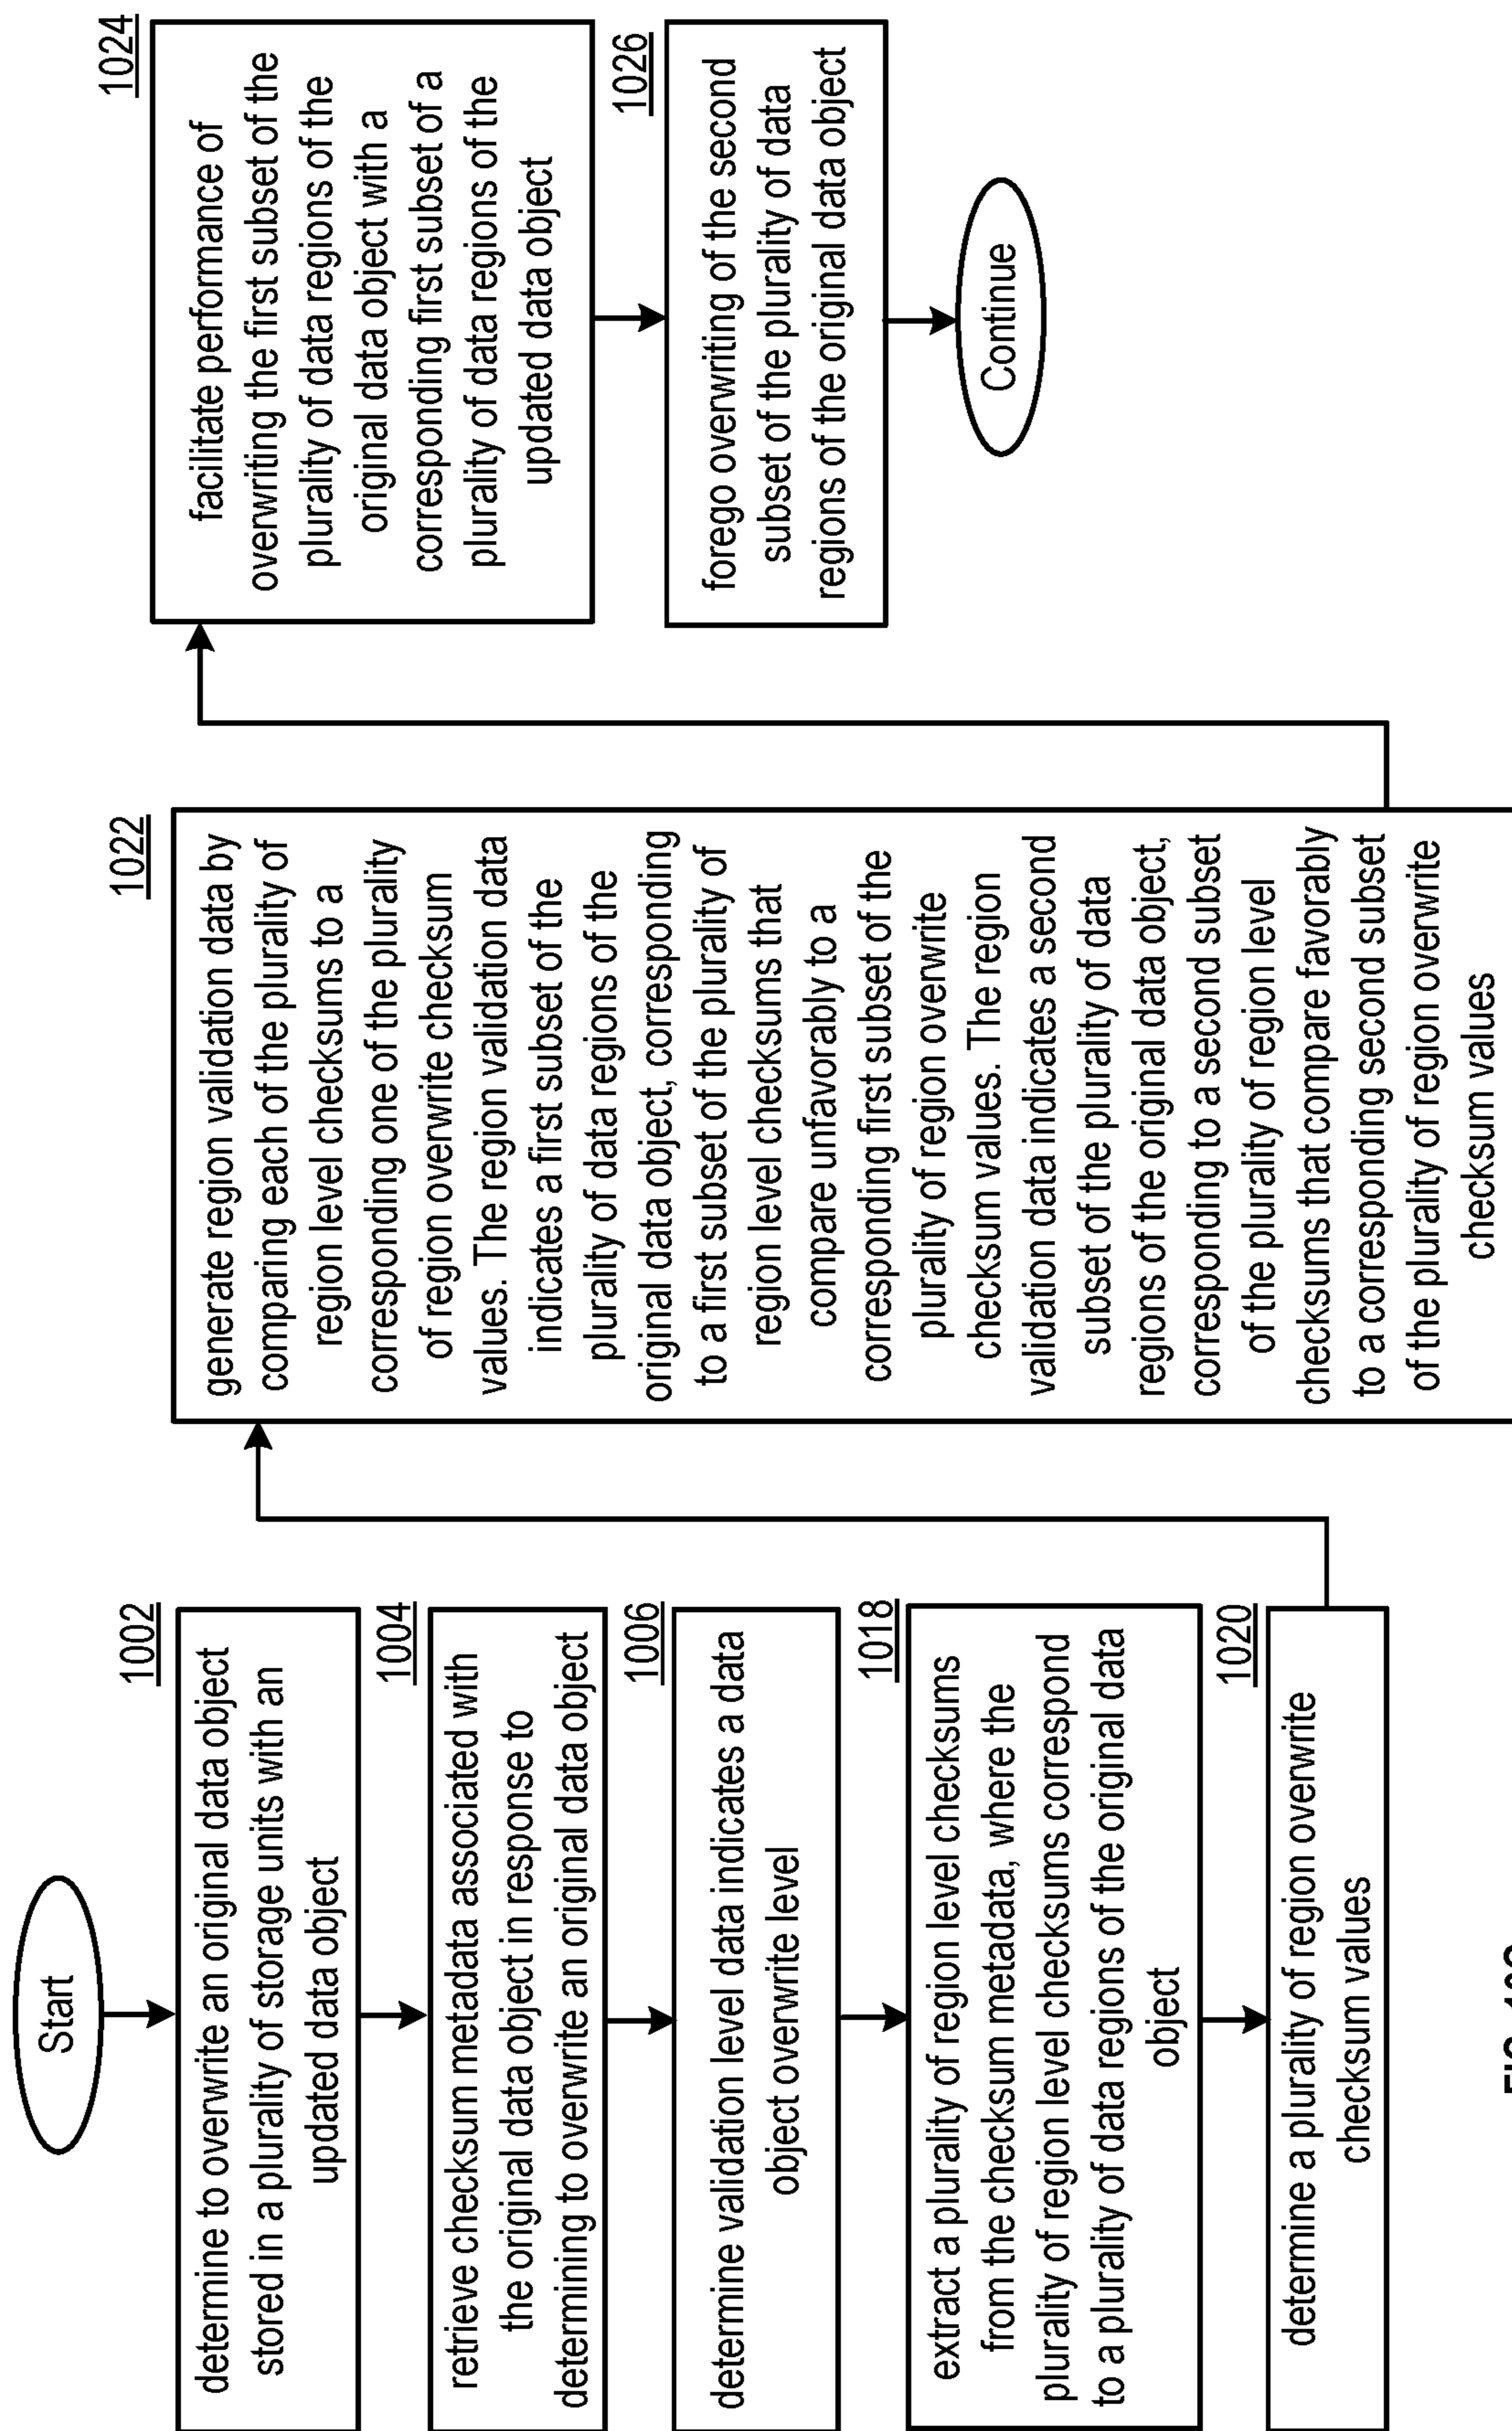 Start
1002
determine to overwrite an original data object
stored in a plurality of storage units with an
updated data object
1004
retrieve checksum metadata associated with
the original data object in response to
determining to overwrite an original data object
1006
determine validation level data indicates a data
object overwrite level
1018
extract a plurality of region level checksums
from the checksum metadata, where the
plurality of region level checksums correspond
to a plurality of data regions of the original data
object
1020
determine a plurality of region overwrite
checksum values
1022
generate region validation data by
comparing each of the plurality of
region level checksums to a
corresponding one of the plurality
of region overwrite checksum
values. The region validation data
indicates a first subset of the
plurality of data regions of the
original data object, corresponding
to a first subset of the plurality of
region level checksums that
compare unfavorably to a
corresponding first subset of the
plurality of region overwrite
checksum values. The region
validation data indicates a second
subset of the plurality of data
regions of the original data object,
corresponding to a second subset
of the plurality of region level
checksums that compare favorably
to a corresponding second subset
of the plurality of region overwrite
checksum values
1024
facilitate performance of
overwriting the first subset of the
plurality of data regions of the
original data object with a
corresponding first subset of a
plurality of data regions of the
updated data object
1026
forego overwriting of the second
subset of the plurality of data
regions of the original data object
Continue